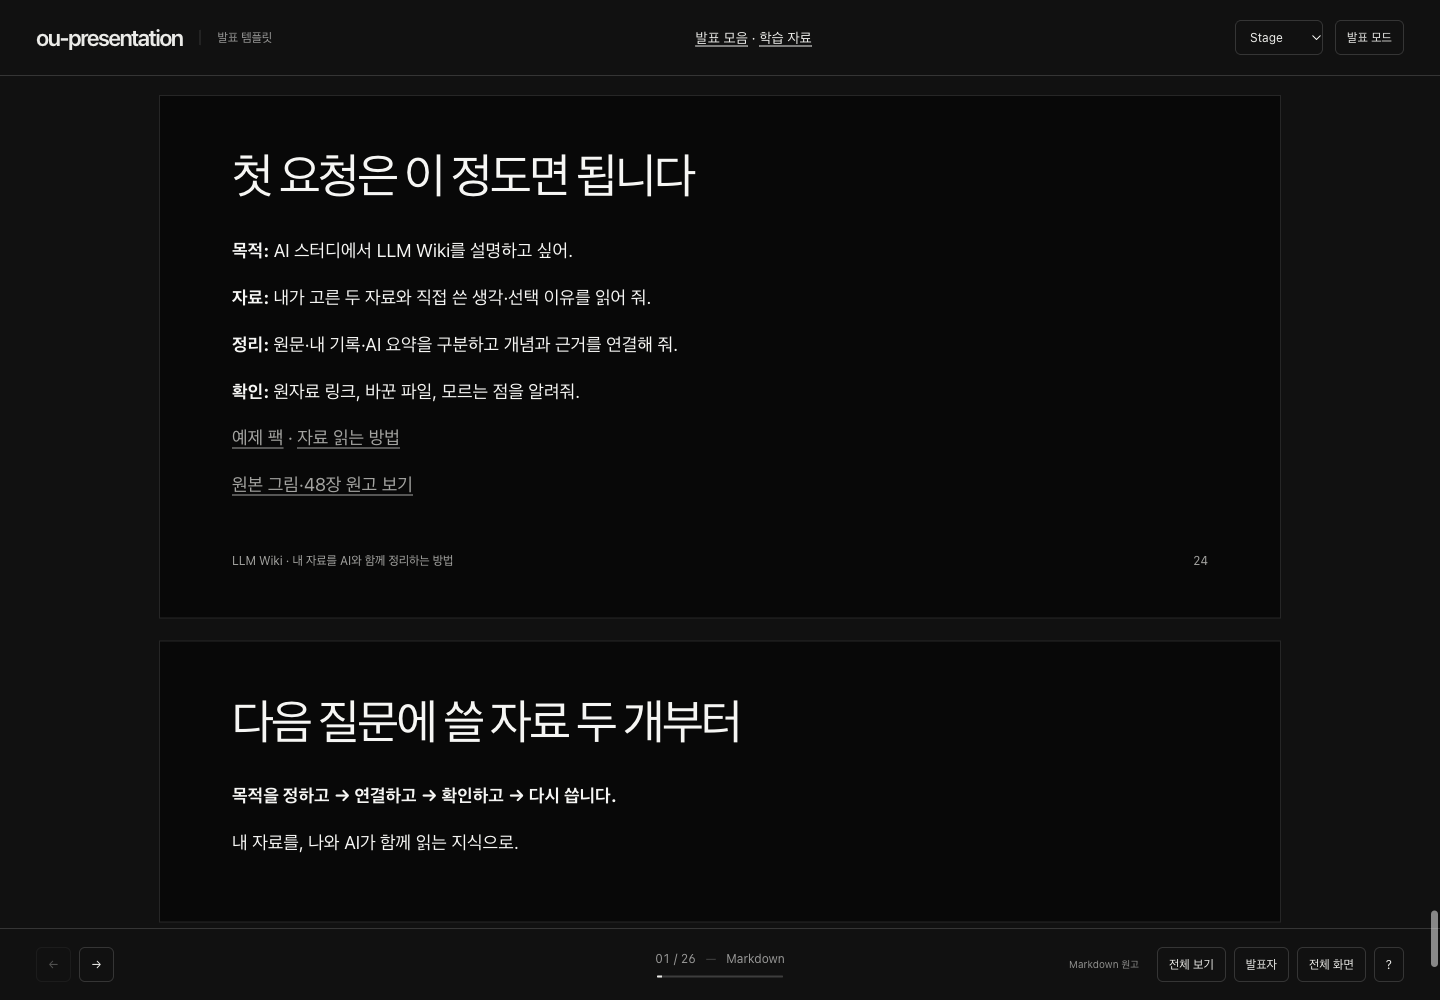 ou-presentation | 발표 템플릿
발표 모음 · 학습 자료
Stage
발표 모드
첫 요청은 이 정도면 됩니다
목적: AI 스터디에서 LLM Wiki를 설명하고 싶어.
자료: 내가 고른 두 자료와 직접 쓴 생각·선택 이유를 읽어 줘.
정리: 원문·내 기록·AI 요약을 구분하고 개념과 근거를 연결해 줘.
확인: 원자료 링크, 바꾼 파일, 모르는 점을 알려줘.
예제 팩 · 자료 읽는 방법
원본 그림·48장 원고 보기
LLM Wiki · 내 자료를 AI와 함께 정리하는 방법
24
다음 질문에 쓸 자료 두 개부터
목적을 정하고 → 연결하고 → 확인하고 → 다시 씁니다.
내 자료를, 나와 AI가 함께 읽는 지식으로.
← →
01 / 26 — Markdown
Markdown 원고
전체 보기
발표자
전체 화면
?